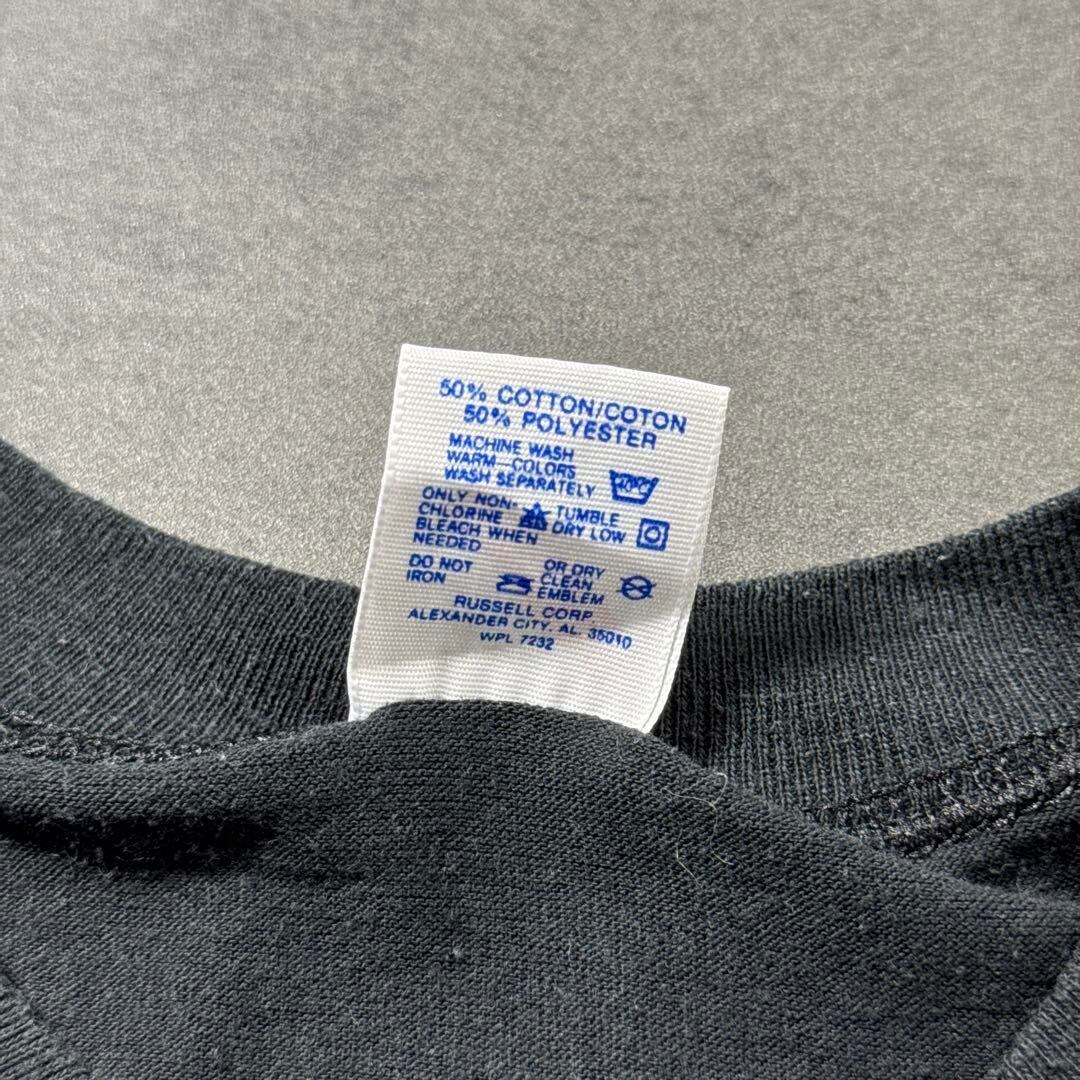 50% COTTON/COTON
50% POLYESTER
MACHINE WASH
WARM—COLORS
WASH SEPARATELY
40°C
ONLY NON-
CHLORINE
BLEACH WHEN
NEEDED
TUMBLE
DRY LOW
DO NOT
IRON
OR DRY
CLEAN
EMBLEM
RUSSELL CORP
ALEXANDER CITY, AL. 35010
WPL 7232